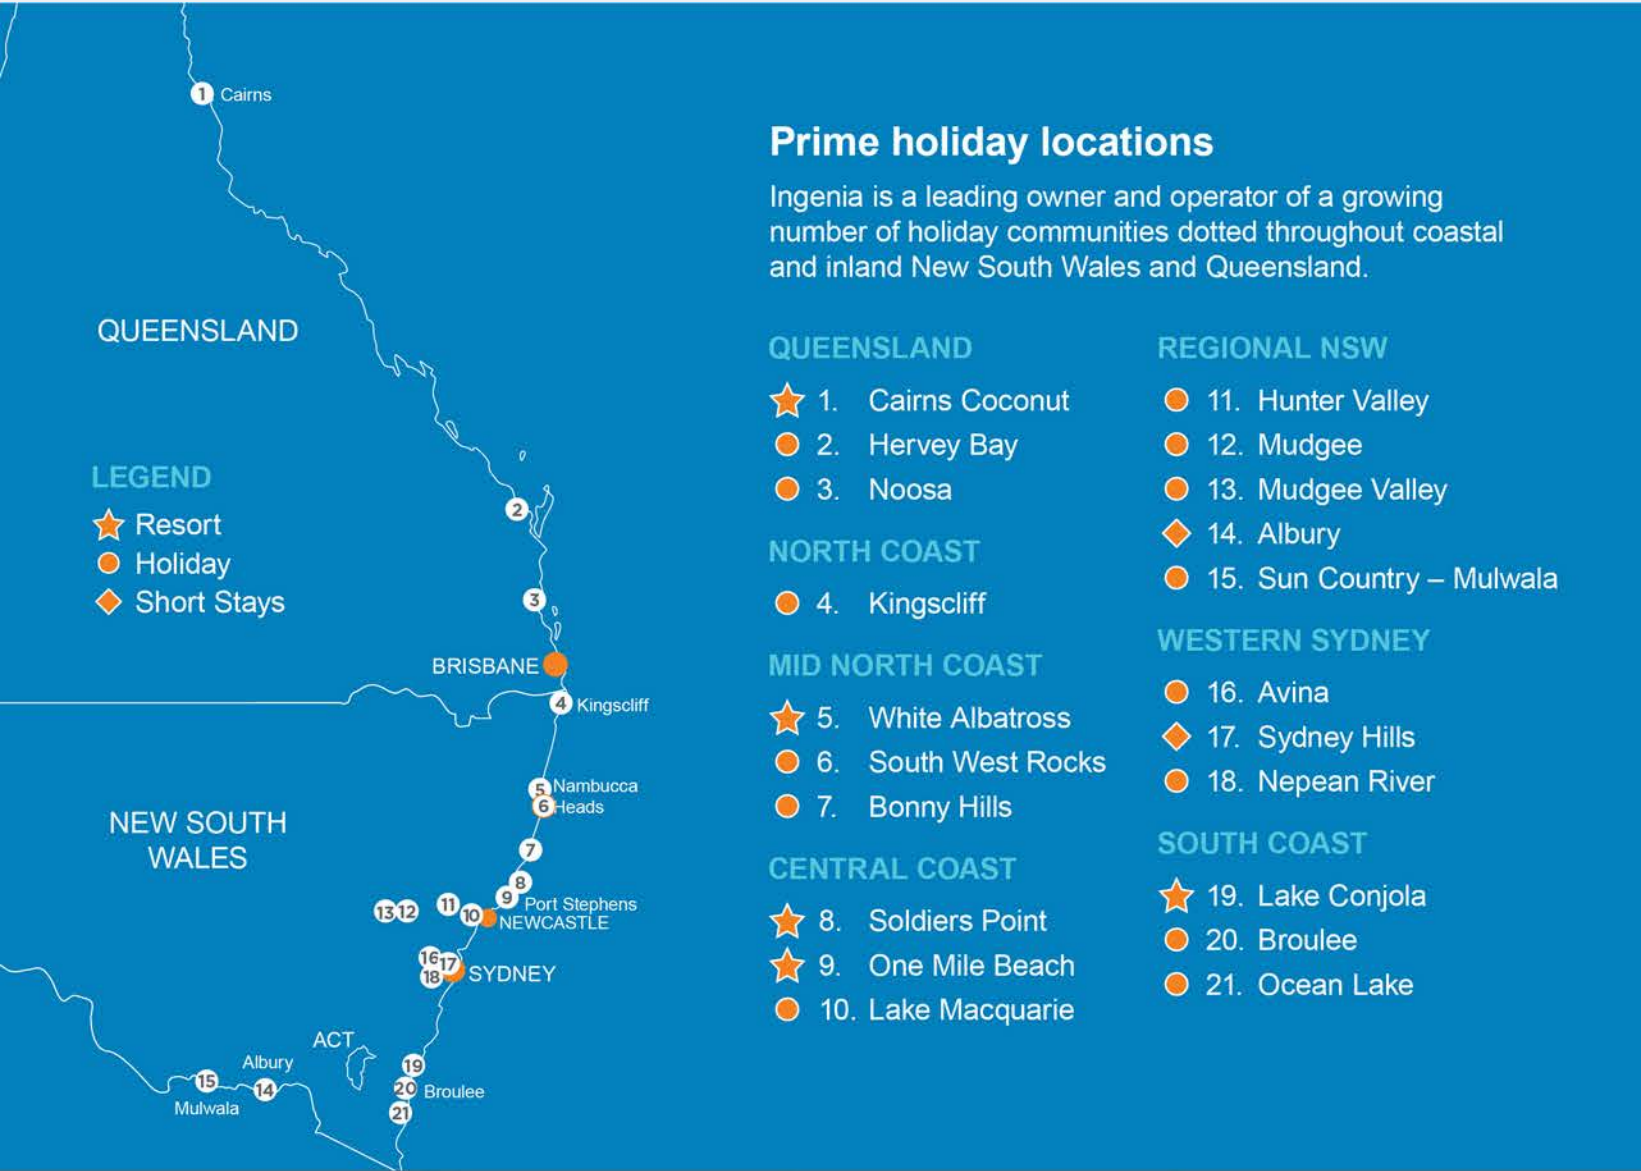 1 Cairns
QUEENSLAND
LEGEND
Resort
Holiday
Short Stays
2
3
BRISBANE
4 Kingscliff
5 Nambucca
6 Heads
NEW SOUTH
WALES
7
8
9 Port Stephens
13 12 11 10
NEWCASTLE
16 17
18
SYDNEY
ACT
Albury
15 14
Mulwala
19
20 Broulee
21
Prime holiday locations
Ingenia is a leading owner and operator of a growing
number of holiday communities dotted throughout coastal
and inland New South Wales and Queensland.
QUEENSLAND
1. Cairns Coconut
2. Hervey Bay
3. Noosa
NORTH COAST
4. Kingscliff
MID NORTH COAST
5. White Albatross
6. South West Rocks
7. Bonny Hills
CENTRAL COAST
8. Soldiers Point
9. One Mile Beach
10. Lake Macquarie
REGIONAL NSW
11. Hunter Valley
12. Mudgee
13. Mudgee Valley
14. Albury
15. Sun Country – Mulwala
WESTERN SYDNEY
16. Avina
17. Sydney Hills
18. Nepean River
SOUTH COAST
19. Lake Conjola
20. Broulee
21. Ocean Lake